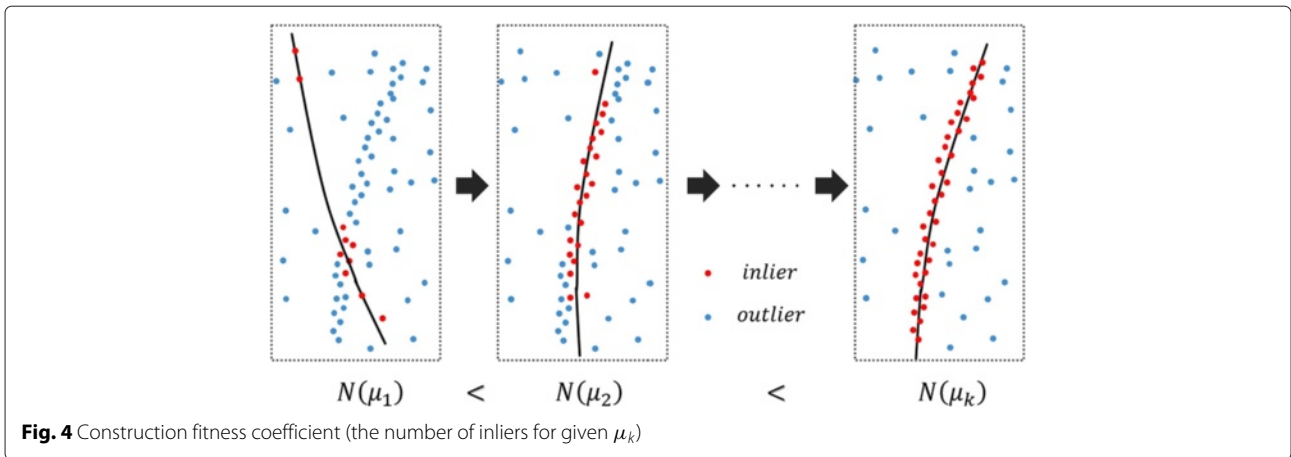 inlier
outlier
N(μ₁) < N(μ₂) < N(μₖ)
Fig. 4 Construction fitness coefficient (the number of inliers for given μₖ)